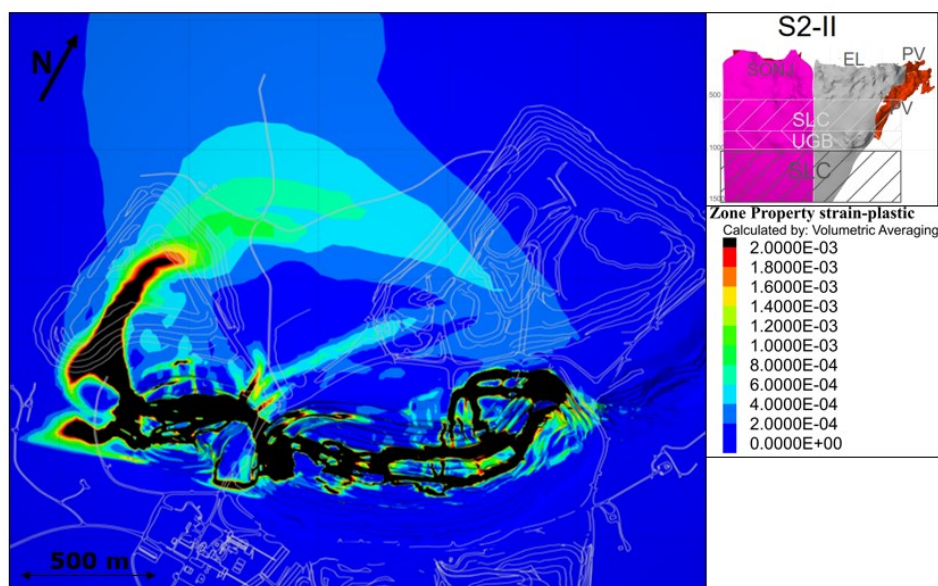 N
500 m
S2-II
SONJ EL PV
500
SLC PV
UGB
1000
SLC
1500
Zone Property strain-plastic
Calculated by: Volumetric Averaging
2.0000E-03
1.8000E-03
1.6000E-03
1.4000E-03
1.2000E-03
1.0000E-03
8.0000E-04
6.0000E-04
4.0000E-04
2.0000E-04
0.0000E+00